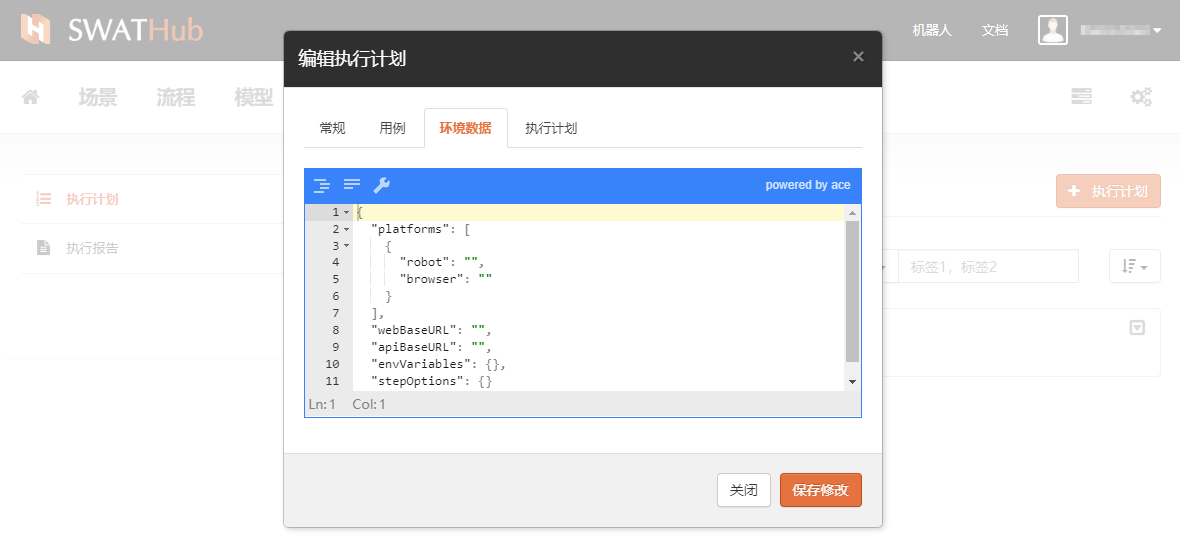 SWATHub
机器人 文档
场景 流程 模型
编辑执行计划 ×
常规 用例 环境数据 执行计划
执行计划
执行报告
+ 执行计划
标签1，标签2
powered by ace
1 {
2 "platforms": [
3 {
4 "robot": "",
5 "browser": ""
6 }
7 ],
8 "webBaseURL": "",
9 "apiBaseURL": "",
10 "envVariables": {},
11 "stepOptions": {}
Ln: 1 Col: 1
关闭 保存修改